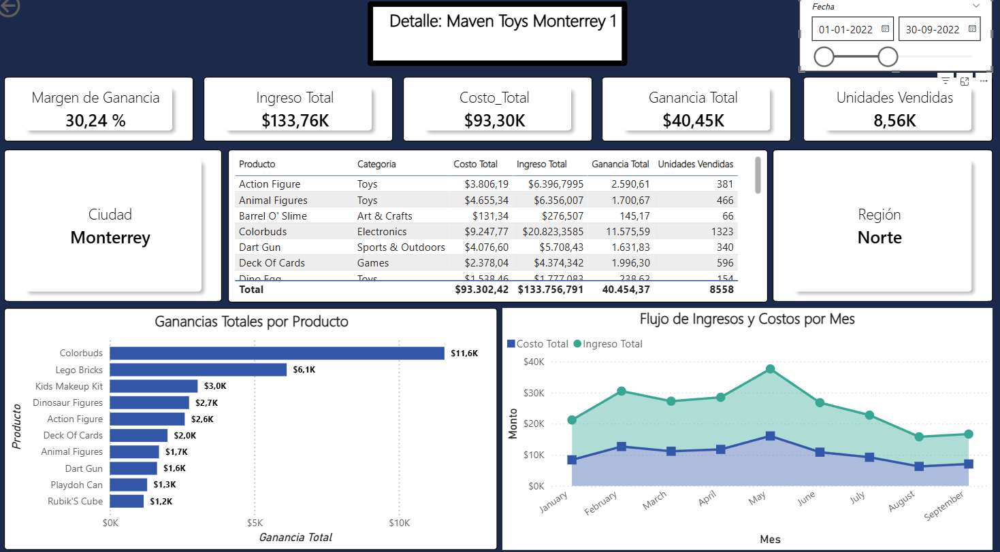 Detalle: Maven Toys Monterrey 1
Fecha
01-01-2022 30-09-2022
Margen de Ganancia
30,24 %
Ingreso Total
$133,76K
Costo_Total
$93,30K
Ganancia Total
$40,45K
Unidades Vendidas
8,56K
Ciudad
Monterrey
Producto Categoria Costo Total Ingreso Total Ganancia Total Unidades Vendidas
Action Figure Toys $3.806,19 $6.396,7995 2.590,61 381
Animal Figures Toys $4.655,34 $6.356,007 1.700,67 466
Barrel O' Slime Art & Crafts $131,34 $276,507 145,17 66
Colorbuds Electronics $9.247,77 $20.823,3585 11.575,59 1323
Dart Gun Sports & Outdoors $4.076,60 $5.708,43 1.631,83 340
Deck Of Cards Games $2.378,04 $4.374,342 1.996,30 596
Dino Egg Toys $1.538,46 $1.777,083 238,62 154
Total $93.302,42 $133.756,791 40.454,37 8558
Región
Norte
Ganancias Totales por Producto
Producto
Colorbuds $11,6K
Lego Bricks $6,1K
Kids Makeup Kit $3,0K
Dinosaur Figures $2,7K
Action Figure $2,6K
Deck Of Cards $2,0K
Animal Figures $1,7K
Dart Gun $1,6K
Playdoh Can $1,3K
Rubik'S Cube $1,2K
$0K $5K $10K
Ganancia Total
Flujo de Ingresos y Costos por Mes
Costo Total Ingreso Total
Monto
$40K
$30K
$20K
$10K
$0K
January February March April May June July August September
Mes